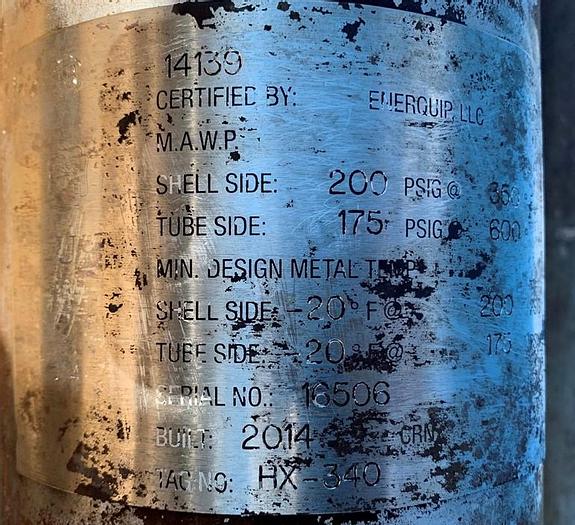 14139
CERTIFIED BY: ENERQUIP, LLC
M.A.W.P.
SHELL SIDE: 200 PSIG @ 350
TUBE SIDE: 175 PSIG @ 600
MIN. DESIGN METAL TEMP
SHELL SIDE: -20° F @ 200
TUBE SIDE: -20 ° F @ 175
SERIAL NO.: 16506
BUILT: 2014 CRN
TAG NO: HX-340